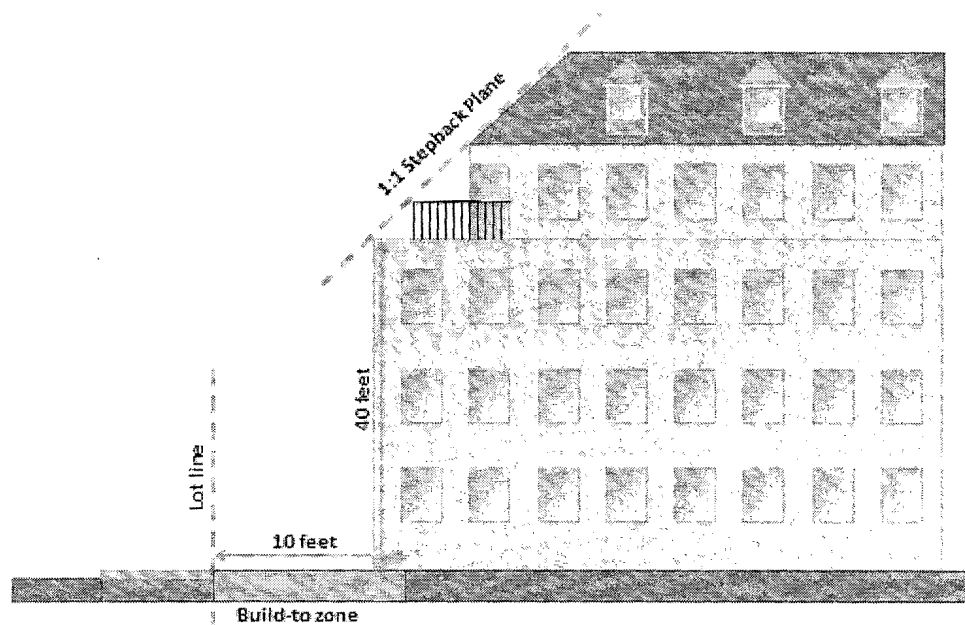 1:1 Stepback Plane
40 feet
Lot line
10 feet
Build-to zone